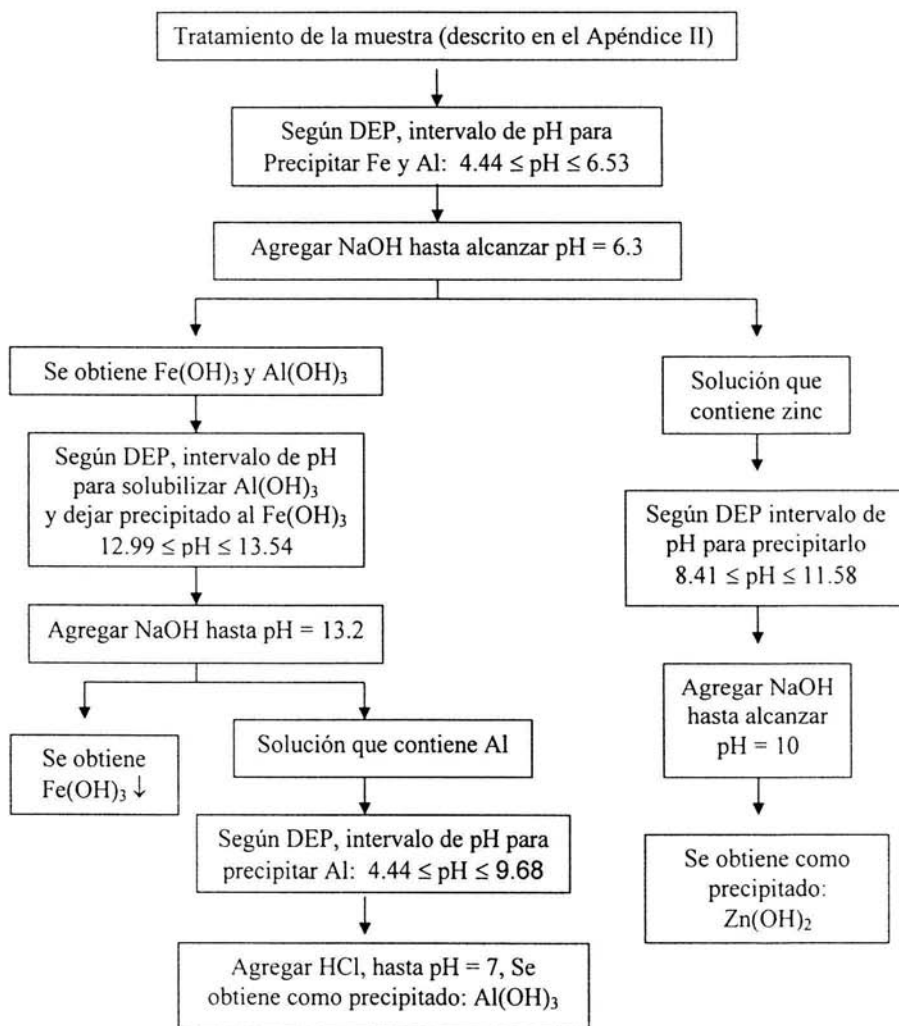 Tratamiento de la muestra (descrito en el Apéndice II)
Según DEP, intervalo de pH para
Precipitar Fe y Al: 4.44 ≤ pH ≤ 6.53
Agregar NaOH hasta alcanzar pH = 6.3
Se obtiene Fe(OH)₃ y Al(OH)₃
Según DEP, intervalo de pH
para solubilizar Al(OH)₃
y dejar precipitado al Fe(OH)₃
12.99 ≤ pH ≤ 13.54
Agregar NaOH hasta pH = 13.2
Se obtiene
Fe(OH)₃ ↓
Solución que contiene Al
Según DEP, intervalo de pH para
precipitar Al: 4.44 ≤ pH ≤ 9.68
Agregar HCl, hasta pH = 7, Se
obtiene como precipitado: Al(OH)₃
Solución que
contiene zinc
Según DEP intervalo de
pH para precipitarlo
8.41 ≤ pH ≤ 11.58
Agregar NaOH
hasta alcanzar
pH = 10
Se obtiene como
precipitado:
Zn(OH)₂